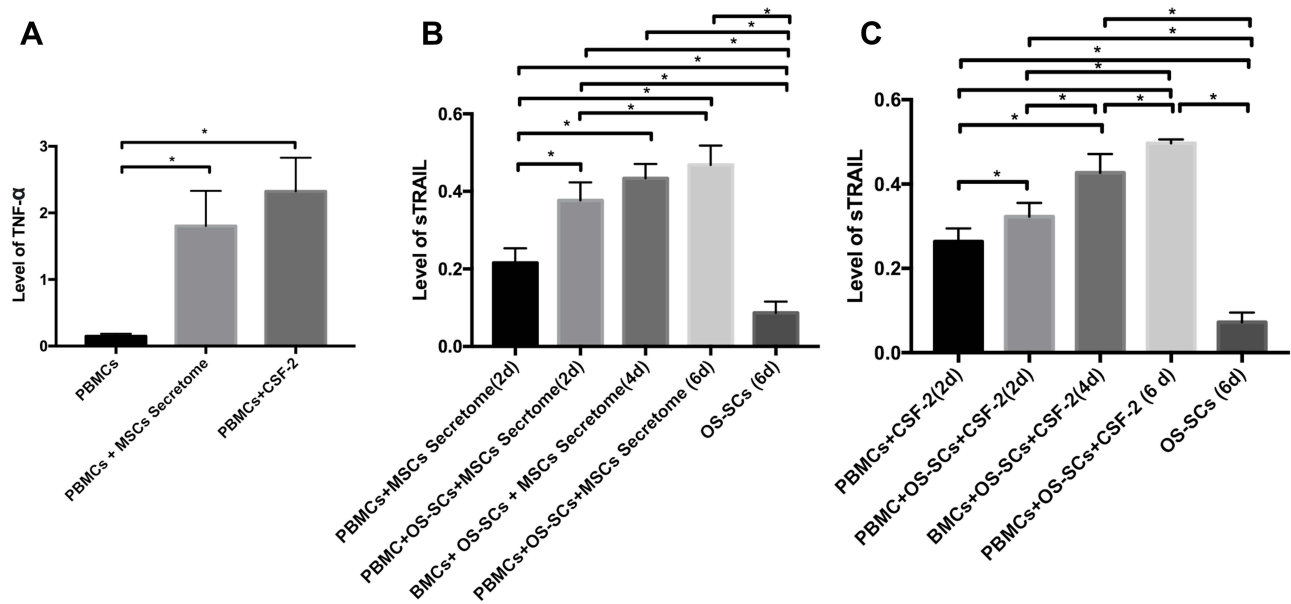 A
Level of TNF-α
3
2
1
0
*
*
PBMCs
PBMCs + MSCs Secretome
PBMCs+CSF-2
B
Level of sTRAIL
0.6
0.4
0.2
0.0
*
*
*
*
*
*
*
*
*
PBMCs+MSCs Secretome(2d)
PBMC+OS-SCs+MSCs Secrtome(2d)
BMCs+ OS-SCs + MSCs Secretome(4d)
PBMCs+OS-SCs+MSCs Secretome (6d)
OS-SCs (6d)
C
Level of sTRAIL
0.6
0.4
0.2
0.0
*
*
*
*
*
*
*
*
*
PBMCs+CSF-2(2d)
PBMC+OS-SCs+CSF-2(2d)
BMCs+OS-SCs+CSF-2(4d)
PBMCs+OS-SCs+CSF-2 (6 d)
OS-SCs (6d)